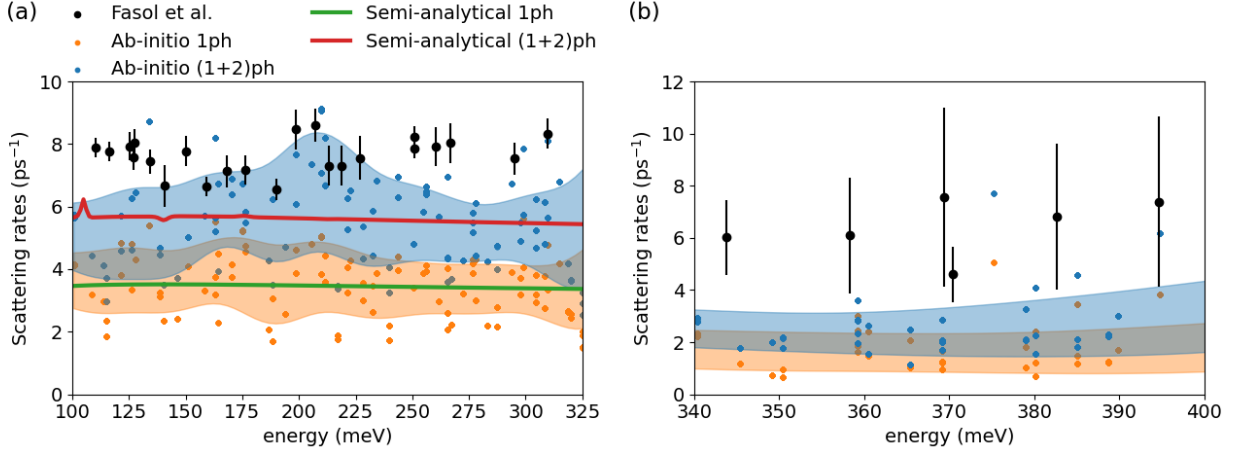 (a)
Fasol et al.
Ab-initio 1ph
Ab-initio (1+2)ph
Semi-analytical 1ph
Semi-analytical (1+2)ph
10
8
6
4
2
0
Scattering rates (ps⁻¹)
100 125 150 175 200 225 250 275 300 325
energy (meV)
(b)
12
10
8
6
4
2
0
Scattering rates (ps⁻¹)
340 350 360 370 380 390 400
energy (meV)